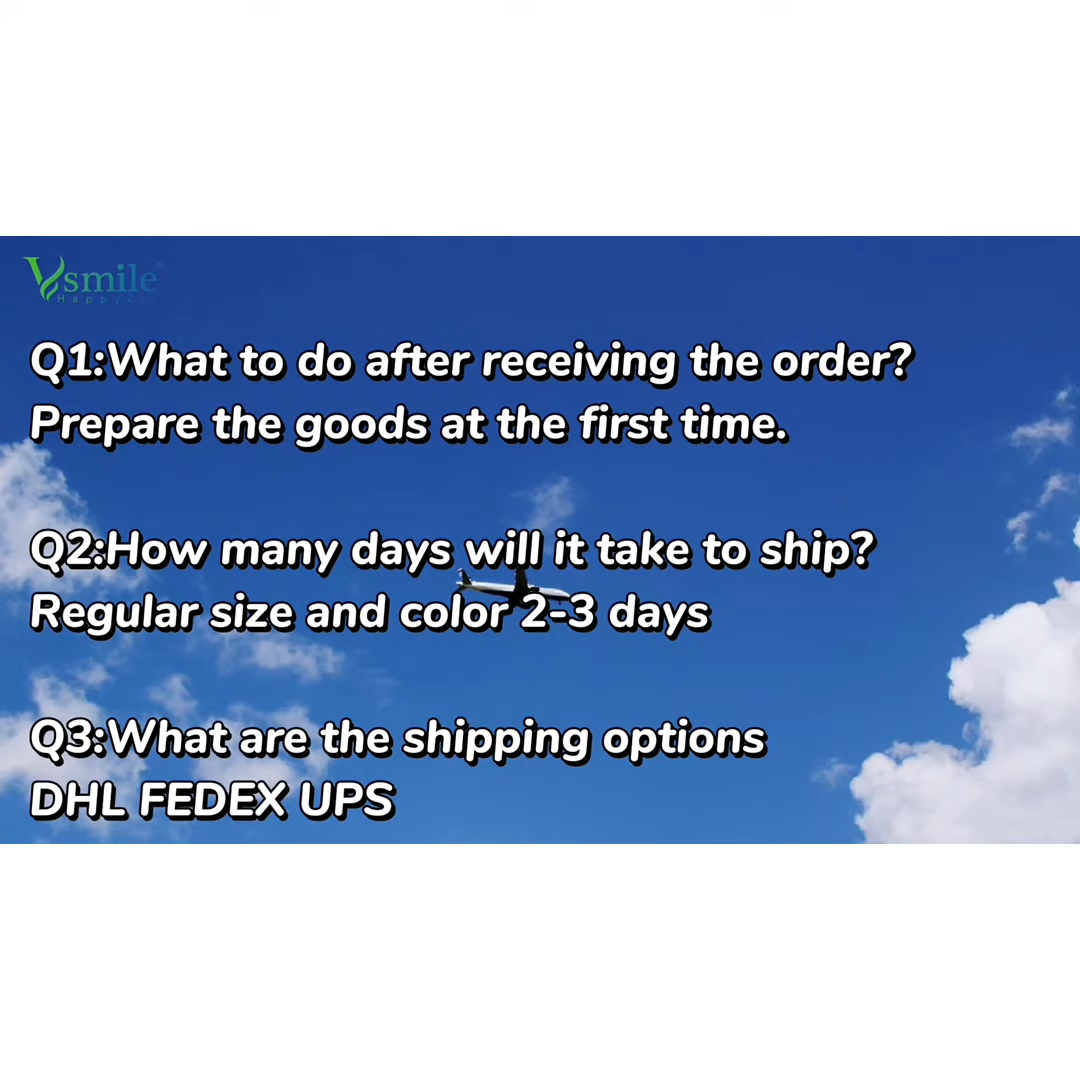 Vsmile
Q1:What to do after receiving the order?
Prepare the goods at the first time.
Q2:How many days will it take to ship?
Regular size and color 2-3 days
Q3:What are the shipping options
DHL FEDEX UPS